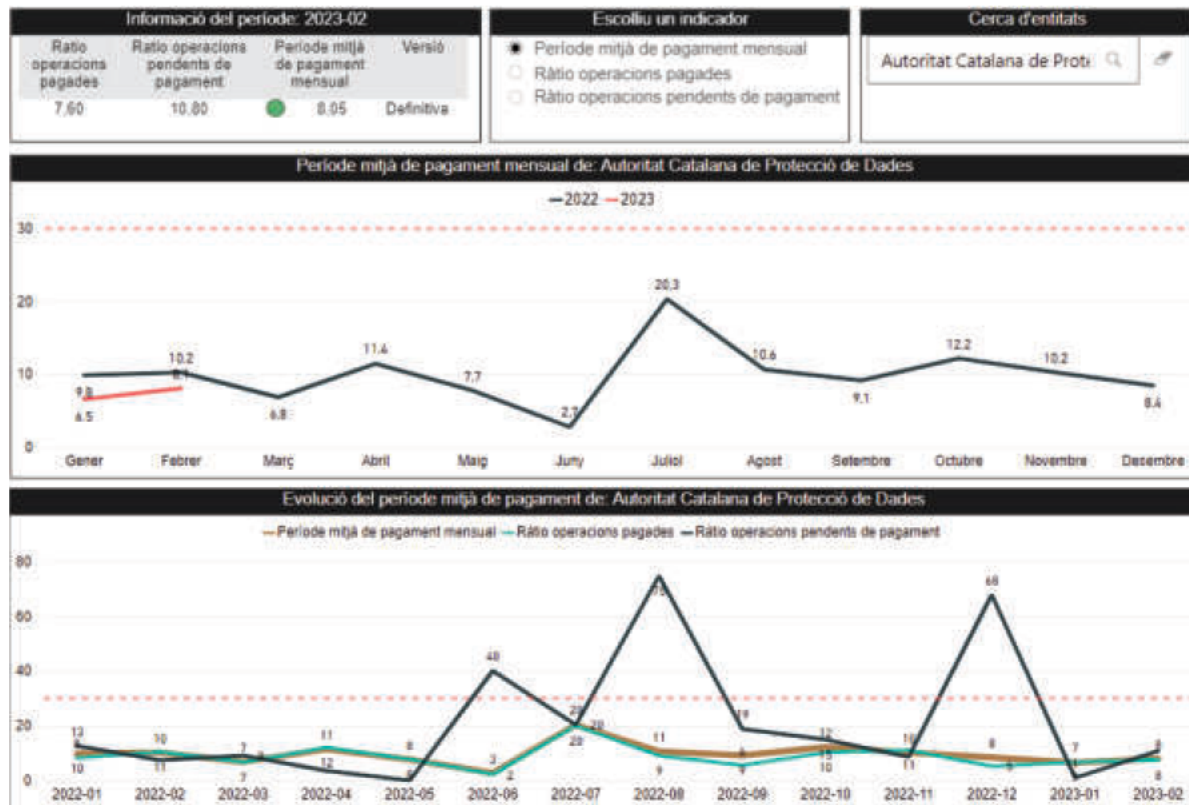 Informació del període: 2023-02
Ratio operacions pagades
Ratio operacions pendents de pagament
Període mitjà de pagament mensual
Versió
7,60 10,80 8,05 Definitiva
Escolliu un indicador
Període mitjà de pagament mensual
Ràtio operacions pagades
Ràtio operacions pendents de pagament
Cerca d'entitats
Autoritat Catalana de Prote
Període mitjà de pagament mensual de: Autoritat Catalana de Protecció de Dades
2022 2023
30
20
10
0
9.8 10.2 6.8 11.4 7.7 20.3 10.6 9.1 12.2 10.2 8.4
6.5
Gener Febrer Març Abril Maig Juny Juliol Agost Setembre Octubre Novembre Desembre
Evolució del període mitjà de pagament de: Autoritat Catalana de Protecció de Dades
Període mitjà de pagament mensual Ràtio operacions pagades Ràtio operacions pendents de pagament
80
60
40
20
0
40 75 68
13 10 7 11 8 3 20 11 19 12 10 8 7
10 11 7 12 2 20 9 15 10 11 8
2022-01 2022-02 2022-03 2022-04 2022-05 2022-06 2022-07 2022-08 2022-09 2022-10 2022-11 2022-12 2023-01 2023-02